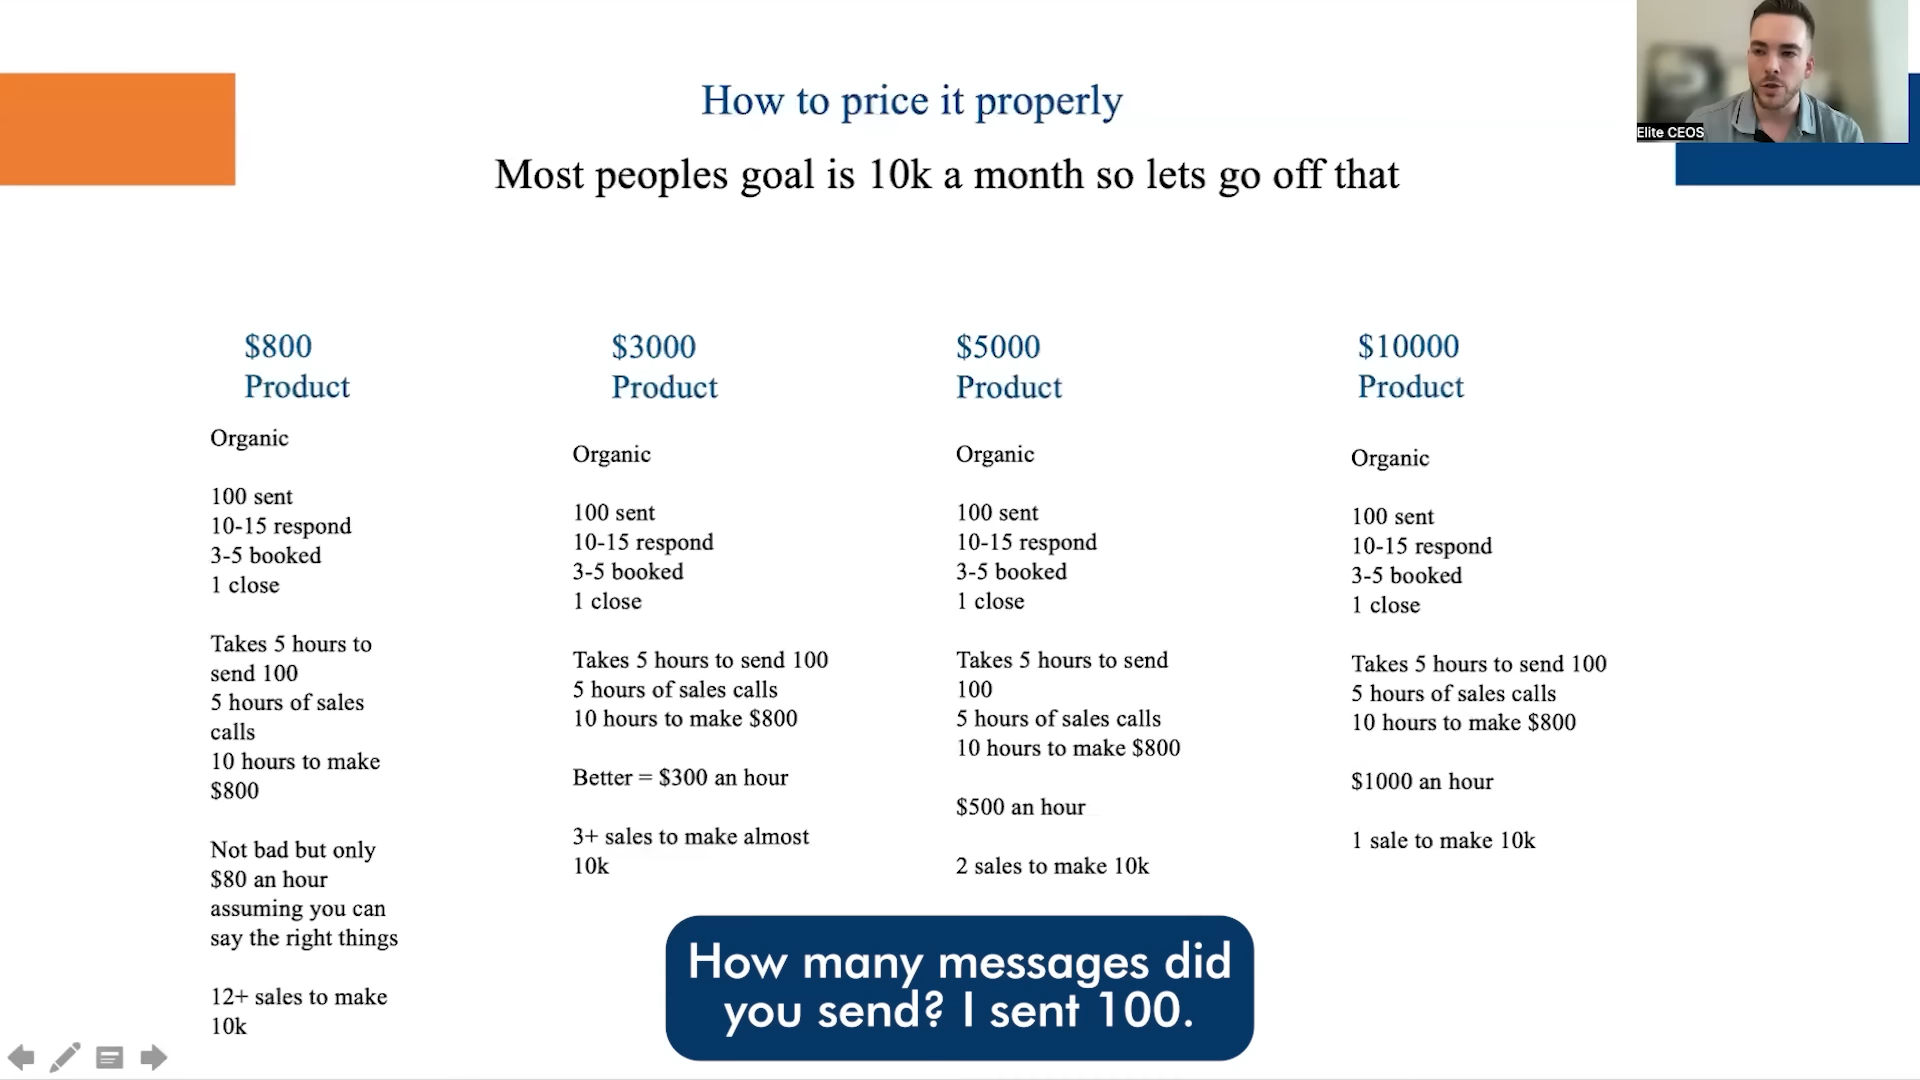 How to price it properly
Most peoples goal is 10k a month so lets go off that
Elite CEOS
$800
Product
Organic
100 sent
10-15 respond
3-5 booked
1 close
Takes 5 hours to
send 100
5 hours of sales
calls
10 hours to make
$800
Not bad but only
$80 an hour
assuming you can
say the right things
12+ sales to make
10k
$3000
Product
Organic
100 sent
10-15 respond
3-5 booked
1 close
Takes 5 hours to send 100
5 hours of sales calls
10 hours to make $800
Better = $300 an hour
3+ sales to make almost
10k
$5000
Product
Organic
100 sent
10-15 respond
3-5 booked
1 close
Takes 5 hours to send
100
5 hours of sales calls
10 hours to make $800
$500 an hour
2 sales to make 10k
$10000
Product
Organic
100 sent
10-15 respond
3-5 booked
1 close
Takes 5 hours to send 100
5 hours of sales calls
10 hours to make $800
$1000 an hour
1 sale to make 10k
How many messages did
you send? I sent 100.